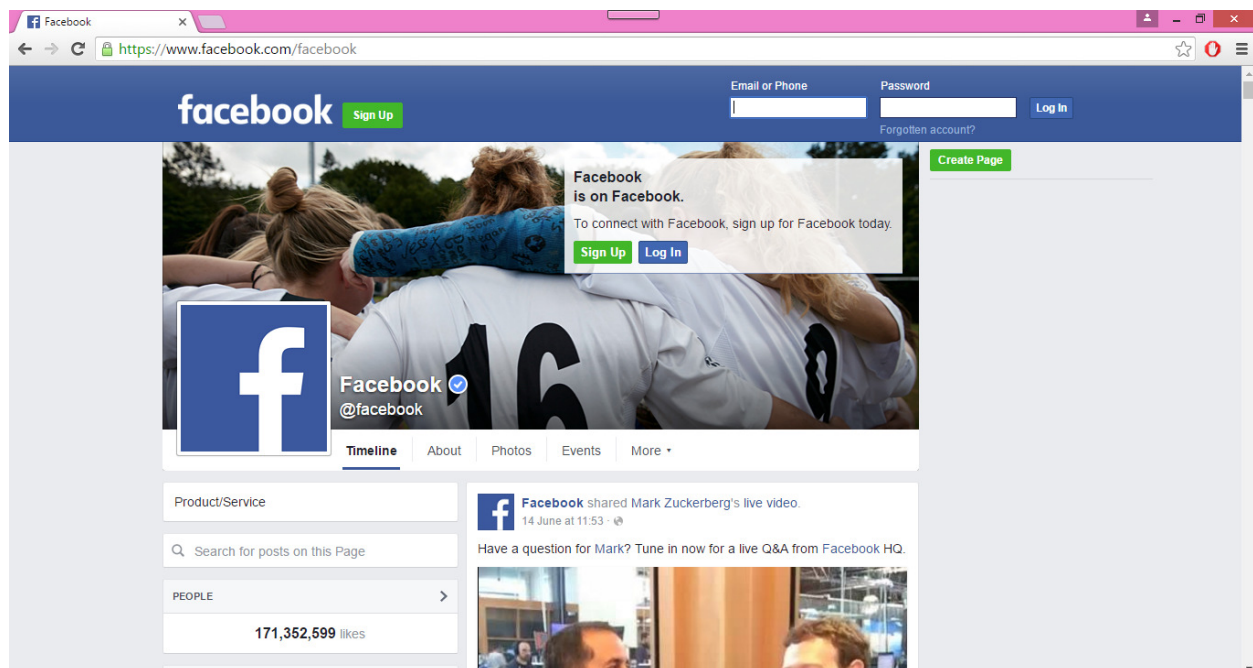 Facebook
https://www.facebook.com/facebook
Email or Phone
Password
facebook
Sign Up
Log In
Forgotten account?
Create Page
Facebook
is on Facebook.
To connect with Facebook, sign up for Facebook today.
Sign Up
Log In
16
f
Facebook
@facebook
Timeline
About
Photos
Events
More
Product/Service
Search for posts on this Page
PEOPLE
171,352,599 likes
Facebook shared Mark Zuckerberg's live video.
14 June at 11:53
Have a question for Mark? Tune in now for a live Q&A from Facebook HQ.